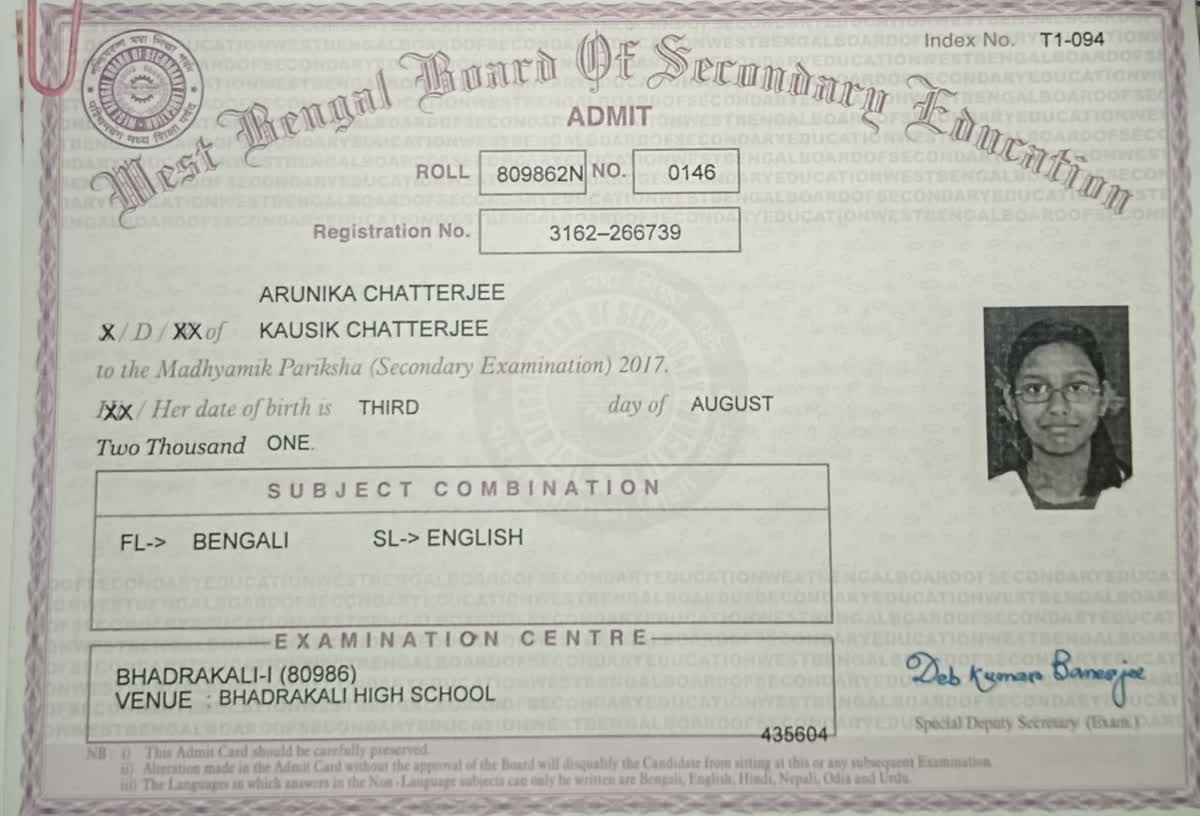 Index No. T1-094
West Bengal Board Of Secondary Education
ADMIT
ROLL 809862N NO. 0146
Registration No. 3162–266739
ARUNIKA CHATTERJEE
X / D / XX of KAUSIK CHATTERJEE
to the Madhyamik Pariksha (Secondary Examination) 2017.
HXX / Her date of birth is THIRD day of AUGUST
Two Thousand ONE.
SUBJECT COMBINATION
FL-> BENGALI SL-> ENGLISH
EXAMINATION CENTRE
BHADRAKALI-I (80986)
VENUE : BHADRAKALI HIGH SCHOOL
435604
Deb Kumar Banerjee
Special Deputy Secretary (Exam.)
NB : i) This Admit Card should be carefully preserved.
ii) Alteration made in the Admit Card without the approval of the Board will disqualify the Candidate from sitting at this or any subsequent Examination.
iii) The Languages in which answers in the Non -Language subjects can only be written are Bengali, English, Hindi, Nepali, Odia and Urdu.